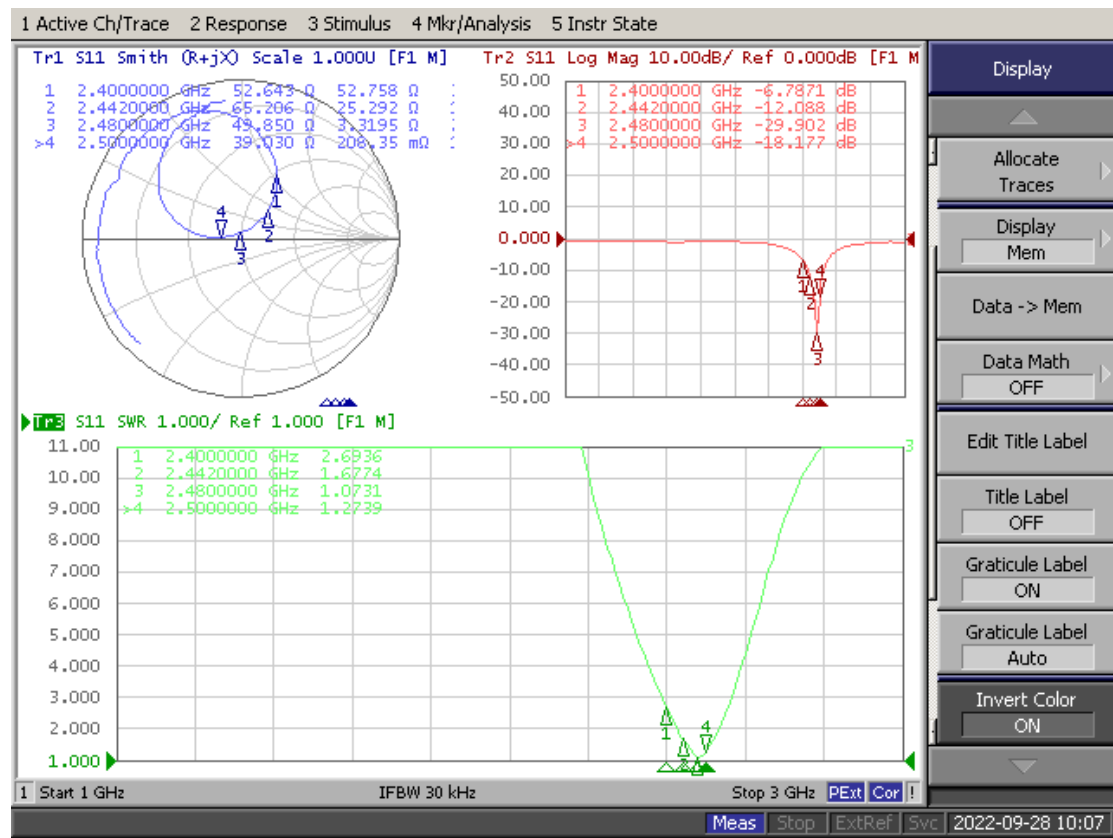 1 Active Ch/Trace 2 Response 3 Stimulus 4 Mkr/Analysis 5 Instr State
Tr1 S11 Smith (R+jX) Scale 1.000U [F1 M]
1 2.4000000 GHz 52.643 Ω 52.758 Ω
2 2.4420000 GHz 65.206 Ω 25.292 Ω
3 2.4800000 GHz 49.850 Ω 3.3195 Ω
>4 2.5000000 GHz 39.030 Ω 208.35 mΩ
4
1
2
3
Tr2 S11 Log Mag 10.00dB/ Ref 0.000dB [F1 M
50.00
40.00
30.00
20.00
10.00
0.000
-10.00
-20.00
-30.00
-40.00
-50.00
1 2.4000000 GHz -6.7871 dB
2 2.4420000 GHz -12.088 dB
3 2.4800000 GHz -29.902 dB
>4 2.5000000 GHz -18.177 dB
4
1
2
3
Tr3 S11 SWR 1.000/ Ref 1.000 [F1 M]
11.00
10.00
9.000
8.000
7.000
6.000
5.000
4.000
3.000
2.000
1.000
1 2.4000000 GHz 2.6936
2 2.4420000 GHz 1.6774
3 2.4800000 GHz 1.0731
>4 2.5000000 GHz 1.2739
3
4
1
1 Start 1 GHz IFBW 30 kHz Stop 3 GHz PExt Cor !
Meas Stop ExtRef Svc 2022-09-28 10:07
Display
Allocate
Traces
Display
Mem
Data -> Mem
Data Math
OFF
Edit Title Label
Title Label
OFF
Graticule Label
ON
Graticule Label
Auto
Invert Color
ON